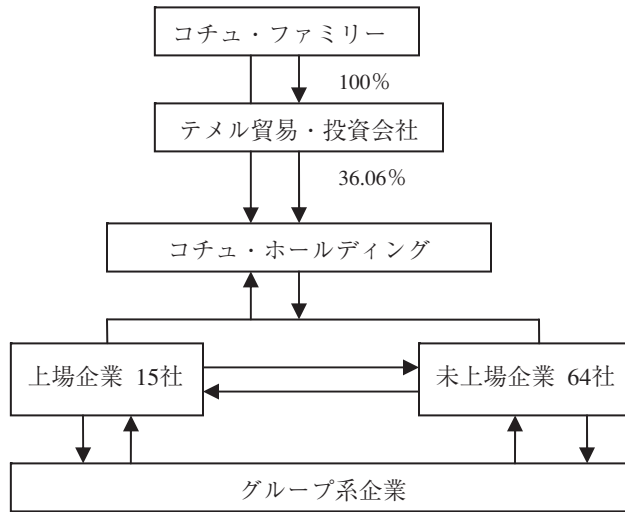 コチュ・ファミリー
100%
テメル貿易・投資会社
36.06%
コチュ・ホールディング
上場企業 15社
未上場企業 64社
グループ系企業